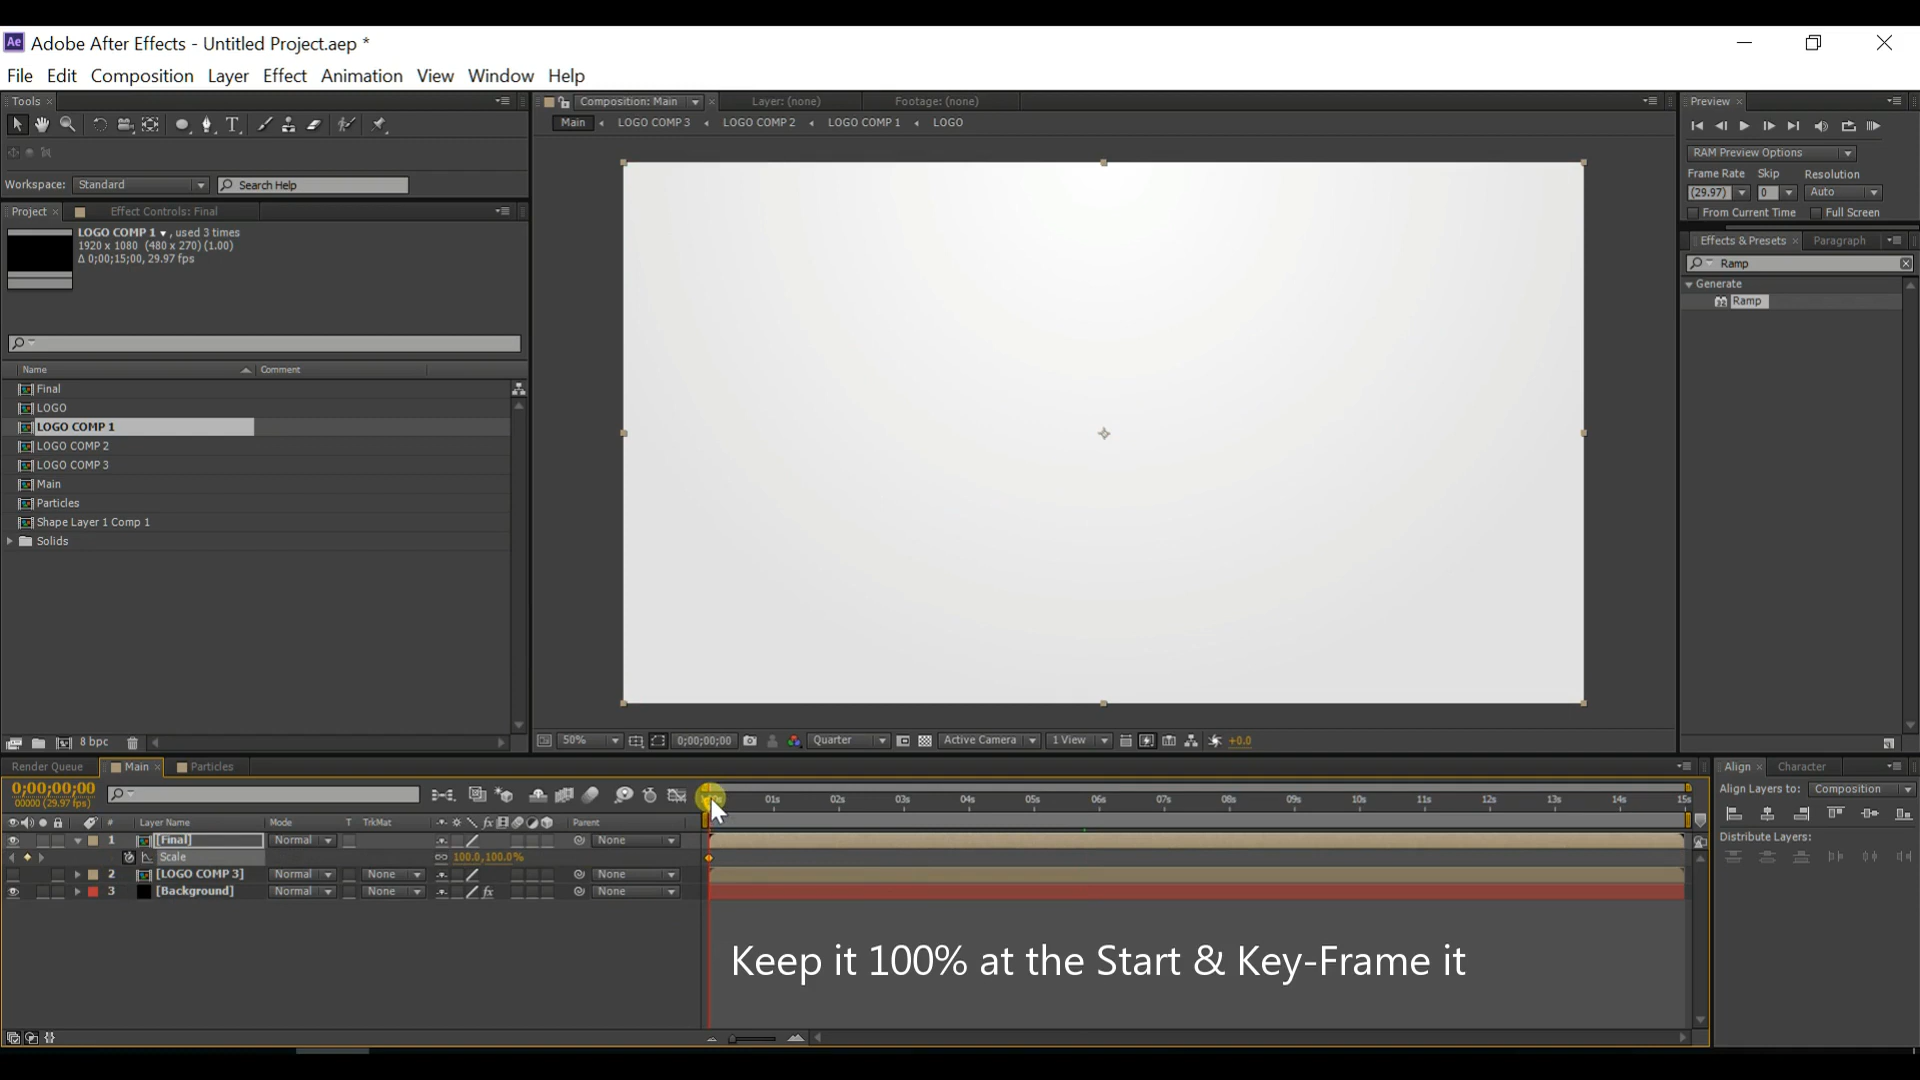 Adobe After Effects - Untitled Project.aep *
File Edit Composition Layer Effect Animation View Window Help
Tools
Workspace: Standard Search Help
Project Effect Controls: Final
LOGO COMP 1 , used 3 times
1920 x 1080 (480 x 270) (1.00)
Δ 0;00;15;00, 29.97 fps
Name Comment
Final
LOGO
LOGO COMP 1
LOGO COMP 2
LOGO COMP 3
Main
Particles
Shape Layer 1 Comp 1
Solids
8 bpc
Composition: Main Layer: (none) Footage: (none)
Main LOGO COMP 3 LOGO COMP 2 LOGO COMP 1 LOGO
50% 0;00;00;00 Quarter Active Camera 1 View +0.0
Preview
RAM Preview Options
Frame Rate Skip Resolution
(29.97) 0 Auto
From Current Time Full Screen
Effects & Presets Paragraph
Ramp
Generate
Ramp
Render Queue Main Particles
0;00;00;00
00000 (29.97 fps)
01s 02s 03s 04s 05s 06s 07s 08s 09s 10s 11s 12s 13s 14s 15s
# Layer Name Mode T TrkMat Parent
1 [Final] Normal None
Scale 100.0,100.0%
2 [LOGO COMP 3] Normal None None
3 [Background] Normal None None
Keep it 100% at the Start & Key-Frame it
Align Character
Align Layers to: Composition
Distribute Layers: